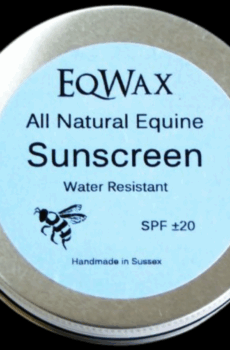 EQWAX
All Natural Equine
Sunscreen
Water Resistant
SPF ±20
Handmade in Sussex